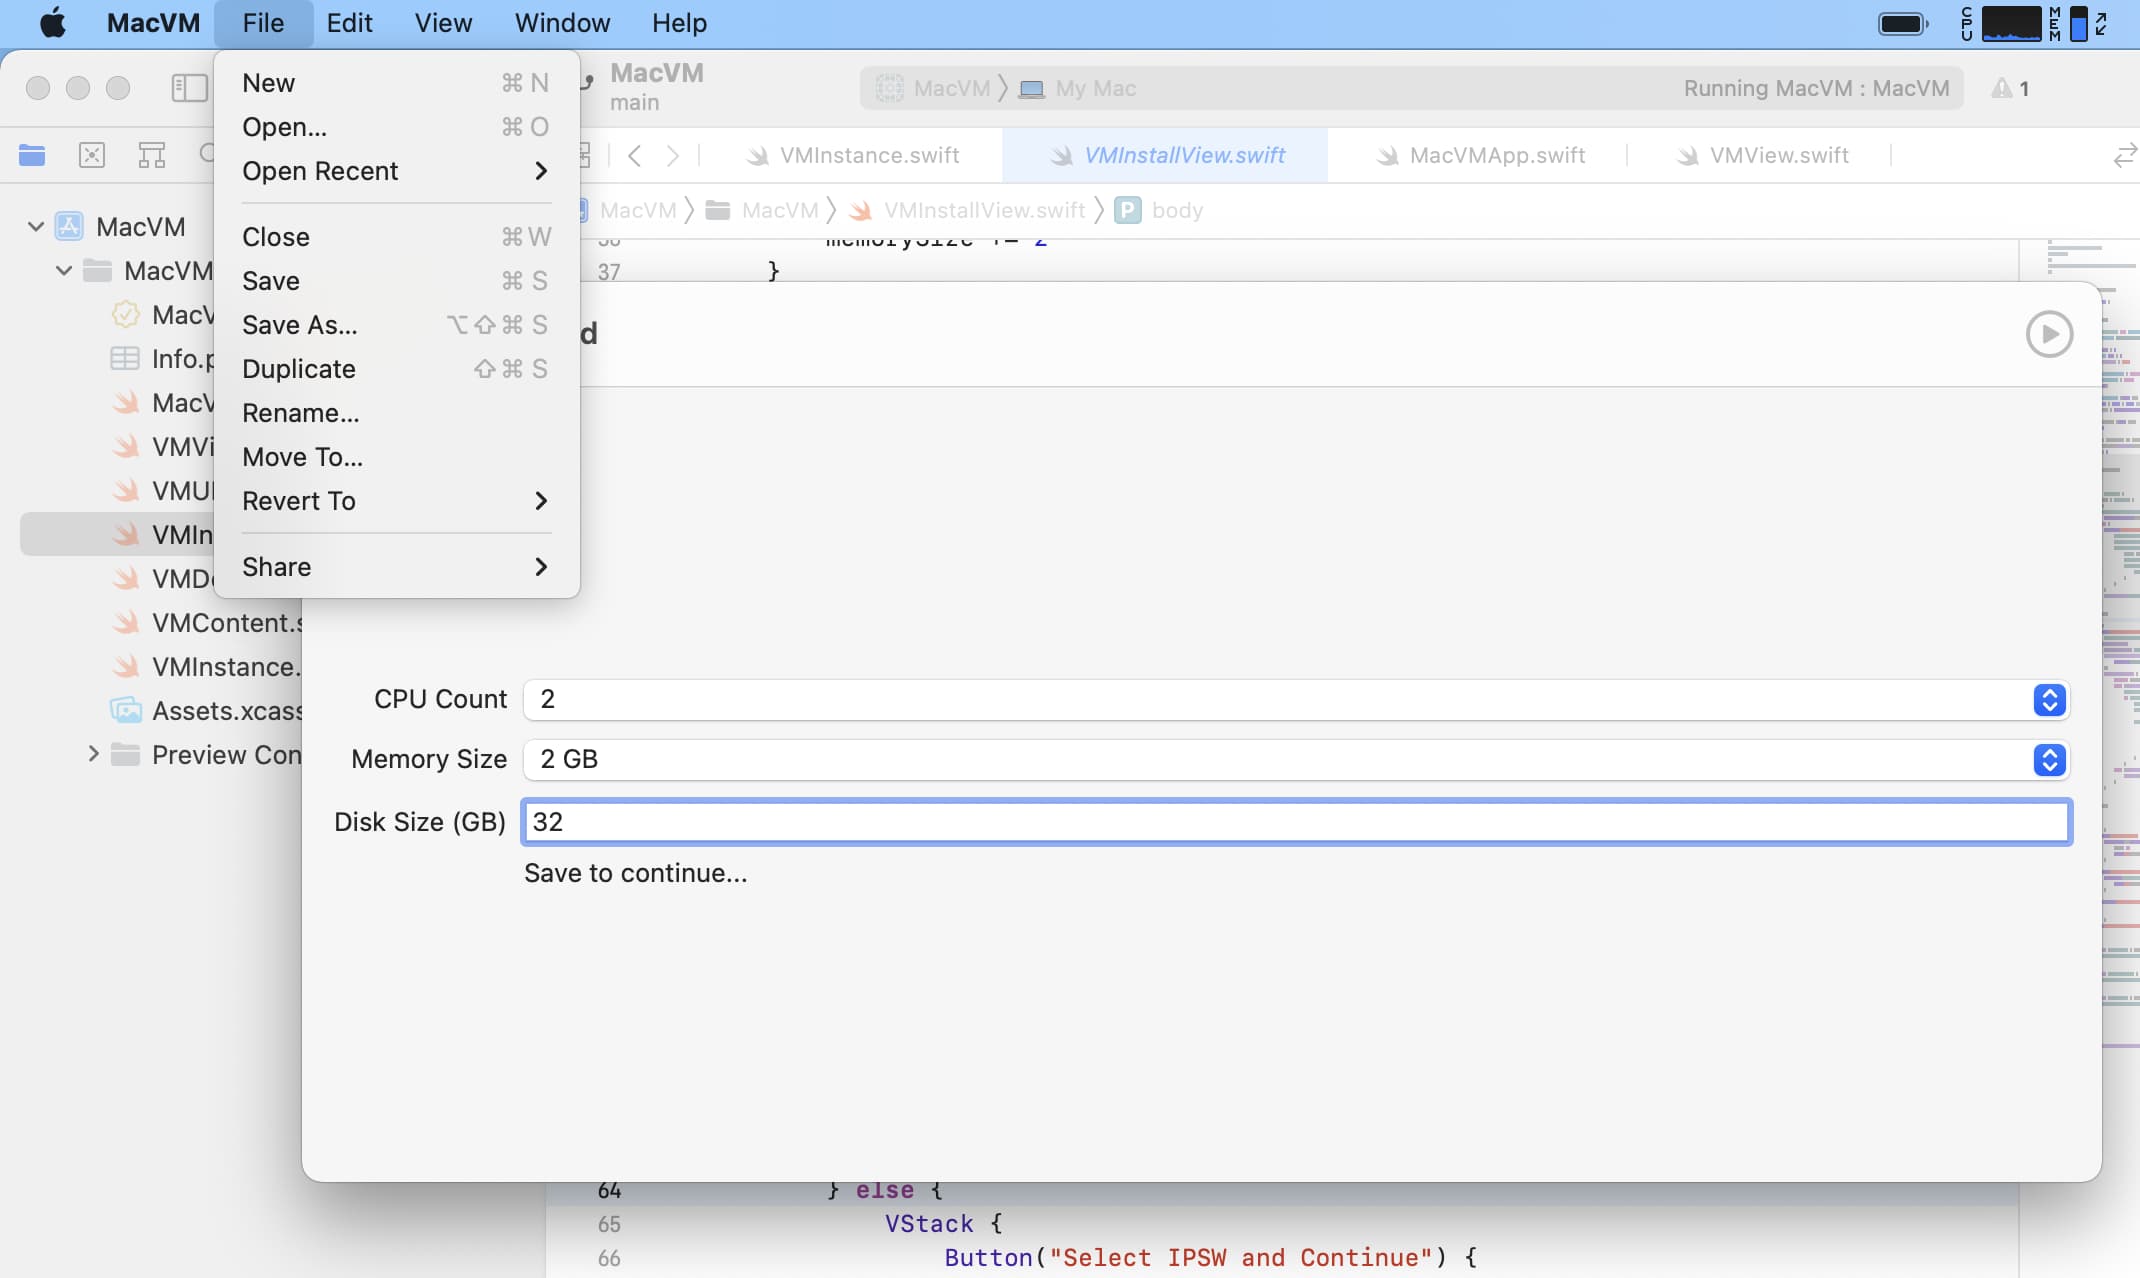 MacVM File Edit View Window Help CPU MEM
New ⌘ N
Open... ⌘ O
Open Recent
Close ⌘ W
Save ⌘ S
Save As... ⌥⇧⌘ S
Duplicate ⇧⌘ S
Rename...
Move To...
Revert To
Share
MacVM
main
MacVM My Mac Running MacVM : MacVM 1
VMInstance.swift VMInstallView.swift MacVMApp.swift VMView.swift
MacVM MacVM VMInstallView.swift P body
MacVM
MacVM
MacV
Info.p
MacV
VMVi
VMUI
VMIn
VMDo
VMContent.s
VMInstance.
Assets.xcass
Preview Con
36 memorySize += 2
37 }
d
CPU Count 2
Memory Size 2 GB
Disk Size (GB) 32
Save to continue...
64 } else {
65 VStack {
66 Button("Select IPSW and Continue") {